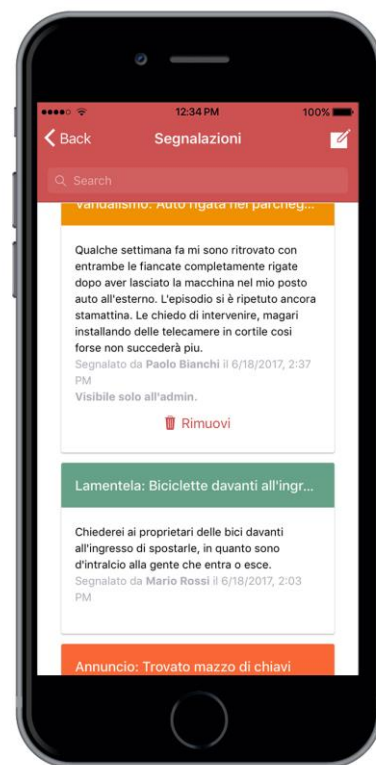 12:34 PM
100%
Back
Segnalazioni
Search
Vandalismo: Auto rigata nel parcheg...
Qualche settimana fa mi sono ritrovato con
entrambe le fiancate completamente rigate
dopo aver lasciato la macchina nel mio posto
auto all'esterno. L'episodio si è ripetuto ancora
stamattina. Le chiedo di intervenire, magari
installando delle telecamere in cortile cosi
forse non succederà piu.
Segnalato da Paolo Bianchi il 6/18/2017, 2:37
PM
Visibile solo all'admin.
Rimuovi
Lamentela: Biciclette davanti all'ingr...
Chiederei ai proprietari delle bici davanti
all'ingresso di spostarle, in quanto sono
d'intralcio alla gente che entra o esce.
Segnalato da Mario Rossi il 6/18/2017, 2:03
PM
Annuncio: Trovato mazzo di chiavi